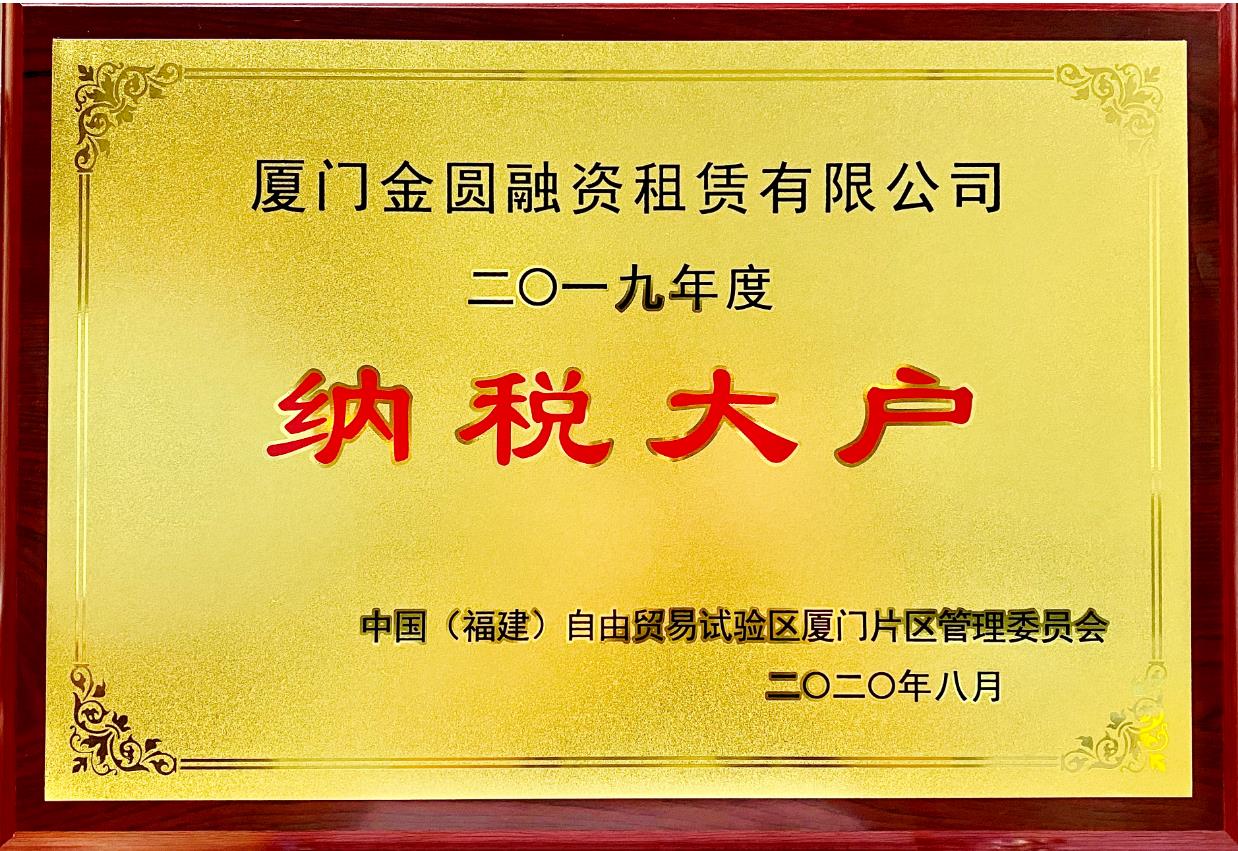 厦门金圆融资租赁有限公司
二〇一九年度
纳税大户
中国（福建）自由贸易试验区厦门片区管理委员会
二〇二〇年八月